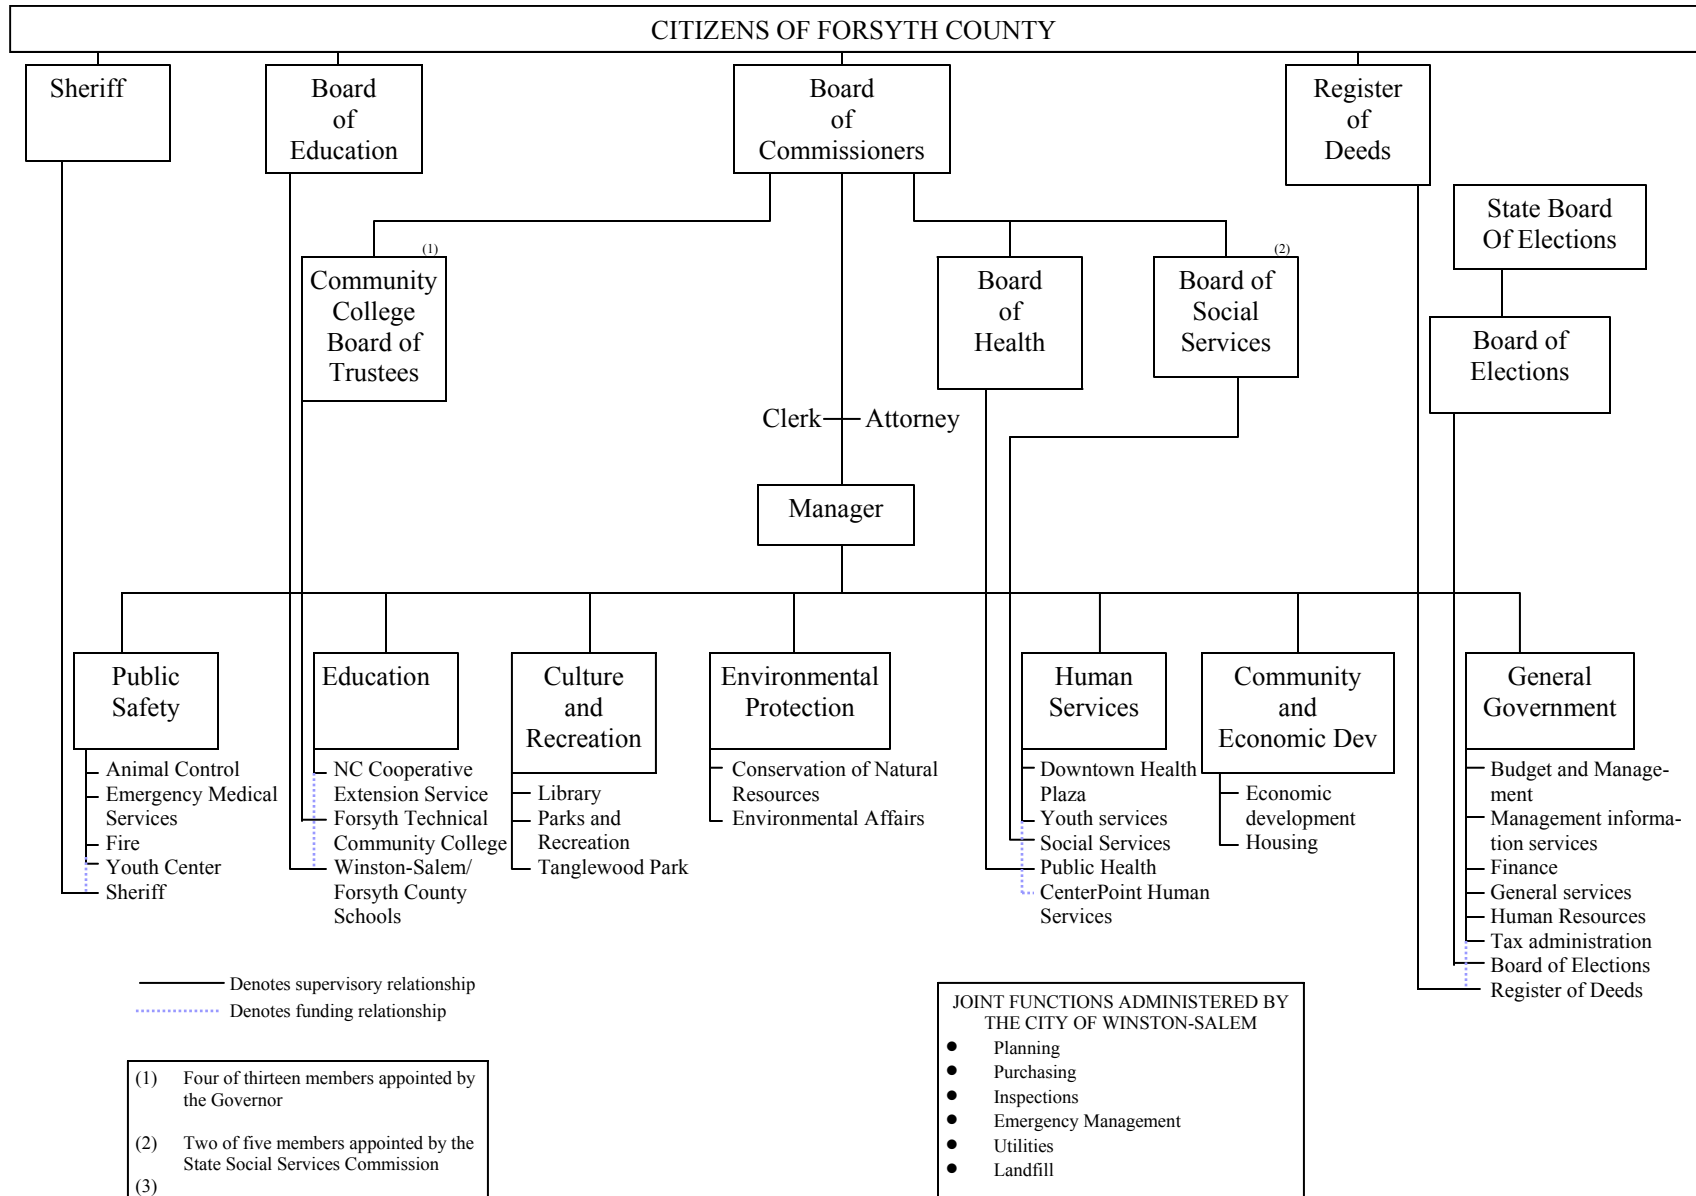 CITIZENS OF FORSYTH COUNTY
Sheriff
Board
of
Education
Board
of
Commissioners
Register
of
Deeds
State Board
Of Elections
(1)
Community
College
Board of
Trustees
Board
of
Health
(2)
Board of
Social
Services
Board of
Elections
Clerk
Attorney
Manager
Public
Safety
Animal Control
Emergency Medical
Services
Fire
Youth Center
Sheriff
Education
NC Cooperative
Extension Service
Forsyth Technical
Community College
Winston-Salem/
Forsyth County
Schools
Culture
and
Recreation
Library
Parks and
Recreation
Tanglewood Park
Environmental
Protection
Conservation of Natural
Resources
Environmental Affairs
Human
Services
Downtown Health
Plaza
Youth services
Social Services
Public Health
CenterPoint Human
Services
Community
and
Economic Dev
Economic
development
Housing
General
Government
Budget and Manage-
ment
Management informa-
tion services
Finance
General services
Human Resources
Tax administration
Board of Elections
Register of Deeds
Denotes supervisory relationship
Denotes funding relationship
(1) Four of thirteen members appointed by
the Governor
(2) Two of five members appointed by the
State Social Services Commission
(3)
JOINT FUNCTIONS ADMINISTERED BY
THE CITY OF WINSTON-SALEM
● Planning
● Purchasing
● Inspections
● Emergency Management
● Utilities
● Landfill